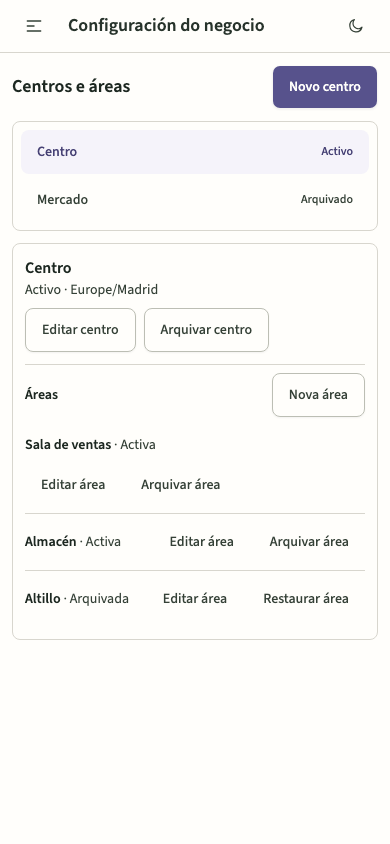 Configuración do negocio
Centros e áreas
Novo centro
Centro
Activo
Mercado
Arquivado
Centro
Activo · Europe/Madrid
Editar centro
Arquivar centro
Áreas
Nova área
Sala de ventas · Activa
Editar área
Arquivar área
Almacén · Activa
Editar área
Arquivar área
Altillo · Arquivada
Editar área
Restaurar área